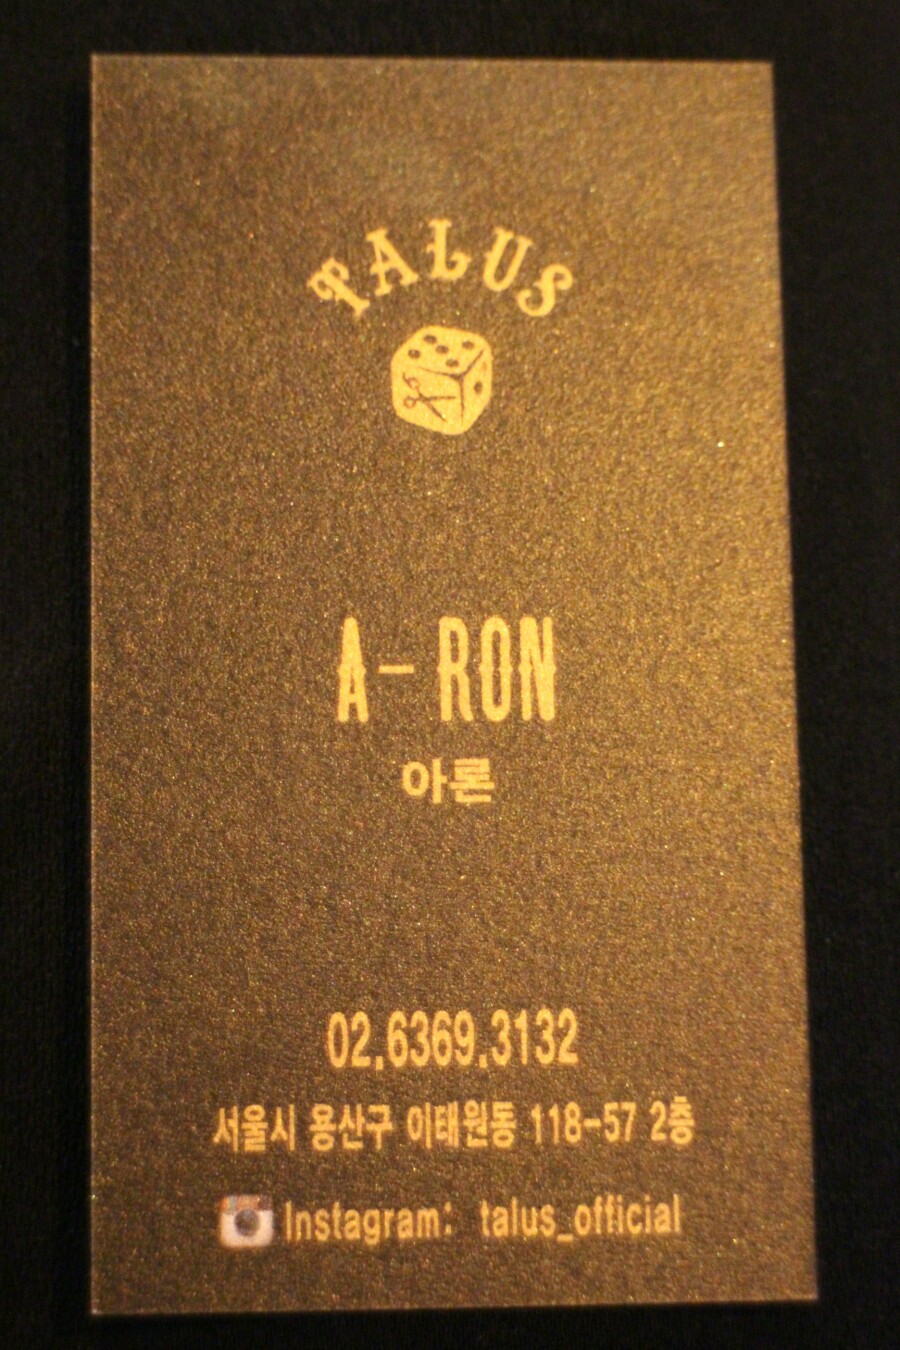 TALUS
A-RON
아론
02.6369.3132
서울시 용산구 이태원동 118-57 2층
Instagram: talus_official